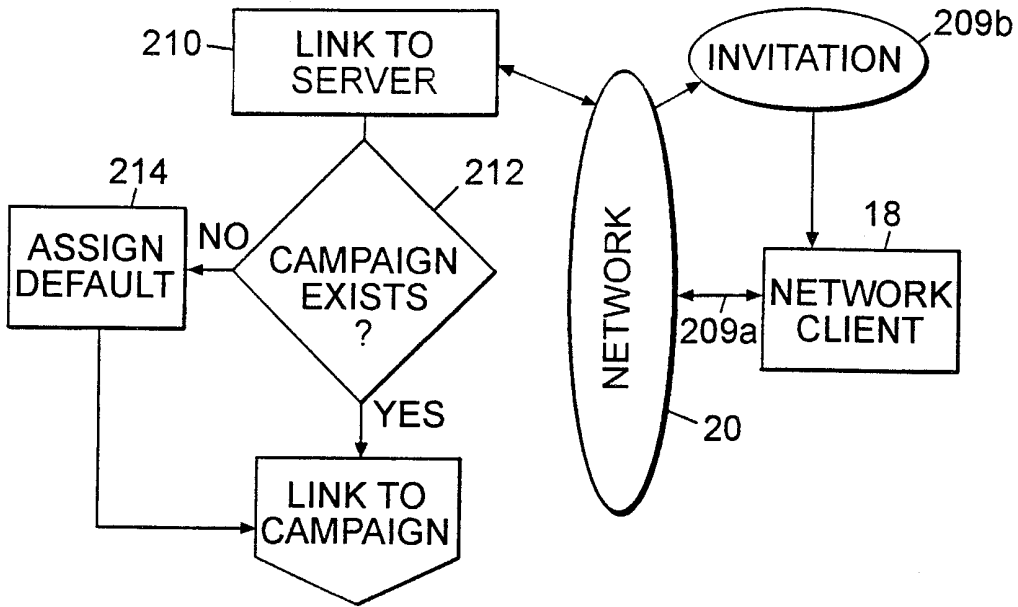 210
LINK TO
SERVER
209b
INVITATION
214
212
18
ASSIGN
DEFAULT
NO
CAMPAIGN
EXISTS
?
NETWORK
209a
NETWORK
CLIENT
YES
20
LINK TO
CAMPAIGN